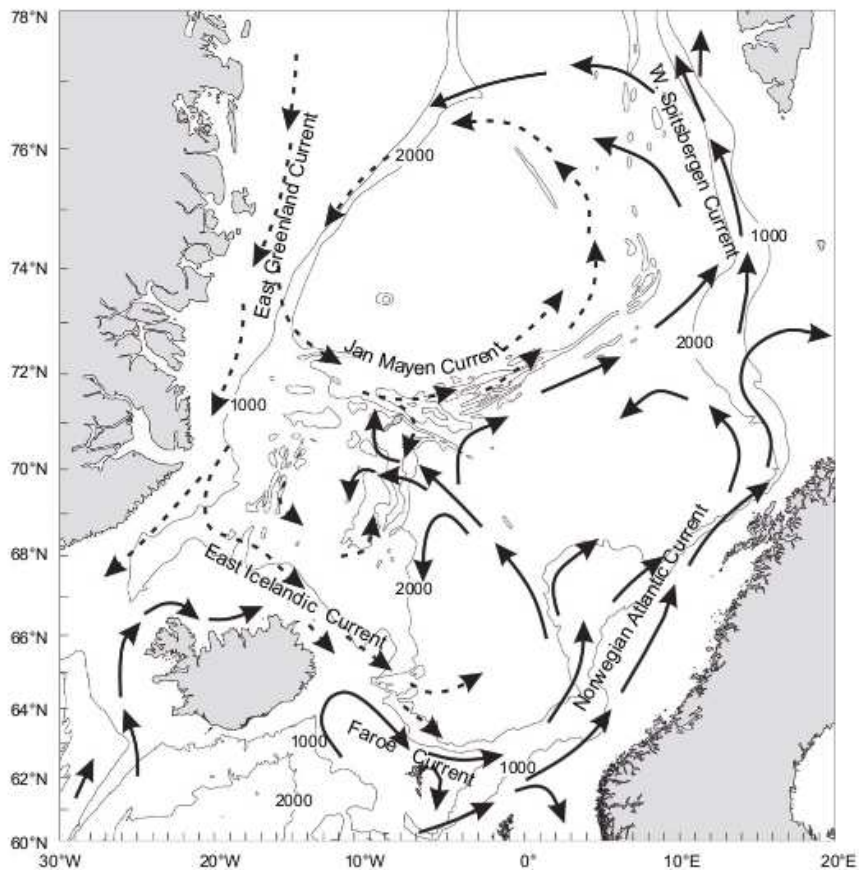 78°N
76°N
74°N
72°N
70°N
68°N
66°N
64°N
62°N
60°N
30°W
20°W
10°W
0°
10°E
20°E
W Spitsbergen Current
2000
East Greenland Current
1000
Jan Mayen Current
2000
1000
East Icelandic Current
2000
Norwegian Atlantic Current
1000
Faroe Current
1000
2000